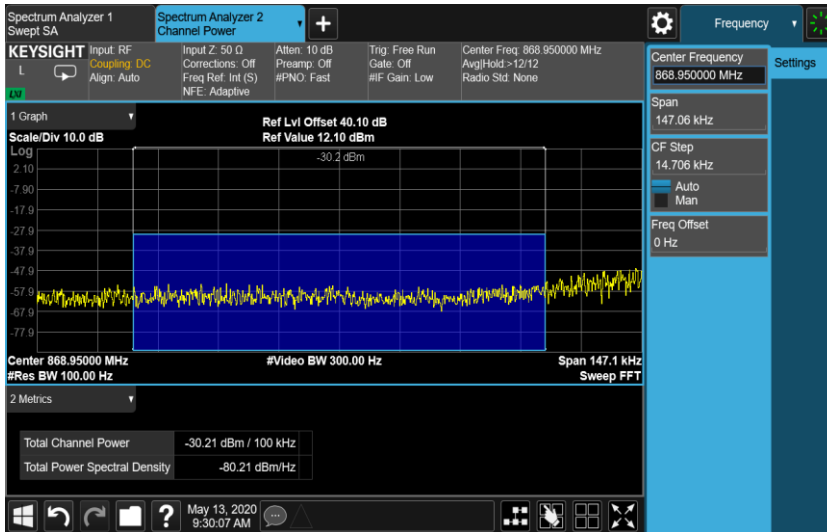 Spectrum Analyzer 1
Swept SA
Spectrum Analyzer 2
Channel Power
Frequency
KEYSIGHT
L
LXI
Input: RF
Coupling: DC
Align: Auto
Input Z: 50 Ω
Corrections: Off
Freq Ref: Int (S)
NFE: Adaptive
Atten: 10 dB
Preamp: Off
#PNO: Fast
Trig: Free Run
Gate: Off
#IF Gain: Low
Center Freq: 868.950000 MHz
Avg|Hold:>12/12
Radio Std: None
Center Frequency
868.950000 MHz
Settings
Span
147.06 kHz
CF Step
14.706 kHz
Auto
Man
Freq Offset
0 Hz
1 Graph
Scale/Div 10.0 dB
Ref Lvl Offset 40.10 dB
Ref Value 12.10 dBm
Log
-30.2 dBm
2.10
-7.90
-17.9
-27.9
-37.9
-47.9
-57.9
-67.9
-77.9
Center 868.95000 MHz
#Video BW 300.00 Hz
Span 147.1 kHz
#Res BW 100.00 Hz
Sweep FFT
2 Metrics
Total Channel Power -30.21 dBm / 100 kHz
Total Power Spectral Density -80.21 dBm/Hz
?
May 13, 2020
9:30:07 AM